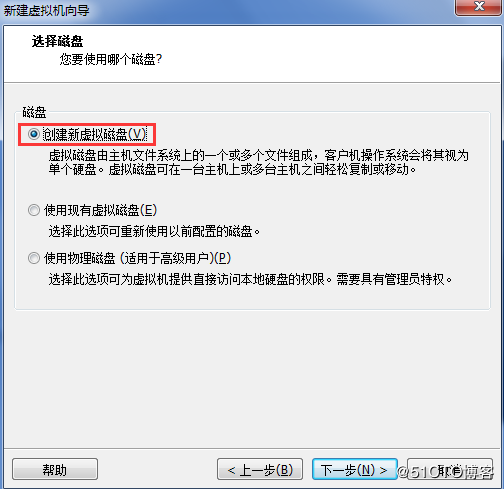 新建虚拟机向导
选择磁盘
您要使用哪个磁盘?
磁盘
创建新虚拟磁盘(V)
虚拟磁盘由主机文件系统上的一个或多个文件组成，客户机操作系统会将其视为
单个硬盘。虚拟磁盘可在一台主机上或多台主机之间轻松复制或移动。
使用现有虚拟磁盘(E)
选择此选项可重新使用以前配置的磁盘。
使用物理磁盘 (适用于高级用户)(P)
选择此选项可为虚拟机提供直接访问本地硬盘的权限。需要具有管理员特权。
帮助
< 上一步(B)
下一步(N) >
取消
@51CTO博客